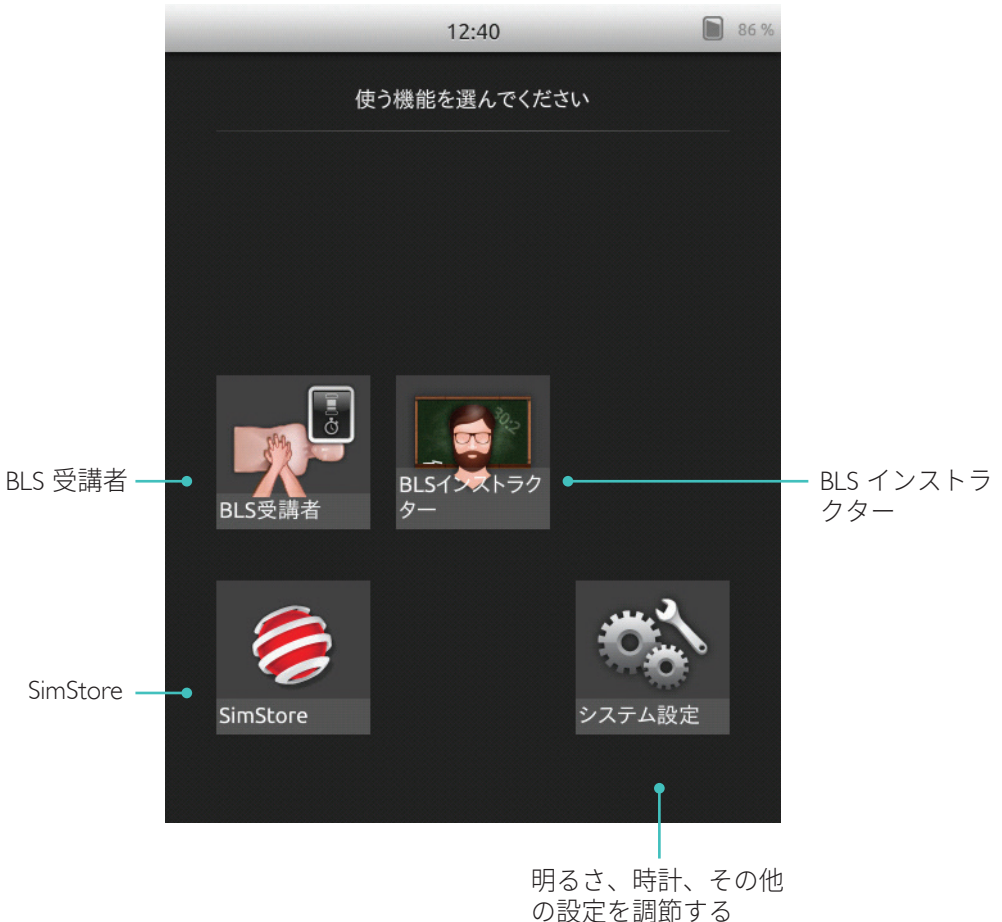 12:40
86 %
使う機能を選んでください
30:2
BLS 受講者
BLS受講者
BLSインストラク
ター
BLS インストラ
クター
SimStore
SimStore
システム設定
明るさ、時計、その他
の設定を調節する